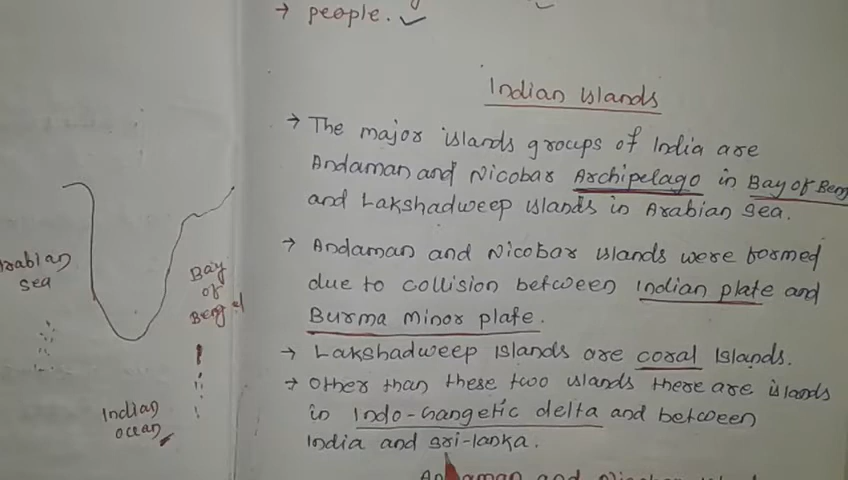 → people.
Indian islands
→ The major islands groups of India are
Andaman and Nicobar Archipelago in Bay of Beng
and Lakshadweep islands in Arabian sea.
→ Andaman and Nicobar islands were formed
due to collision between Indian plate and
Burma Minor plate.
→ Lakshadweep Islands are coral Islands.
→ Other than these two islands there are islands
in Indo-Gangetic delta and between
India and Sri-lanka.
Arabian
sea
Bay
of
Bengal
Indian
ocean